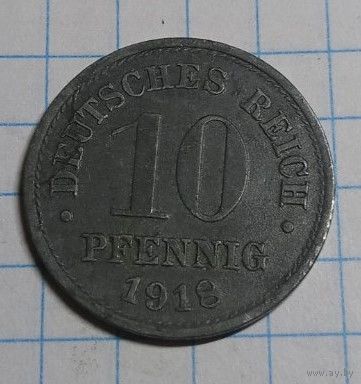 DEUTSCHES REICH
10
PFENNIG
1918
www.ay.by